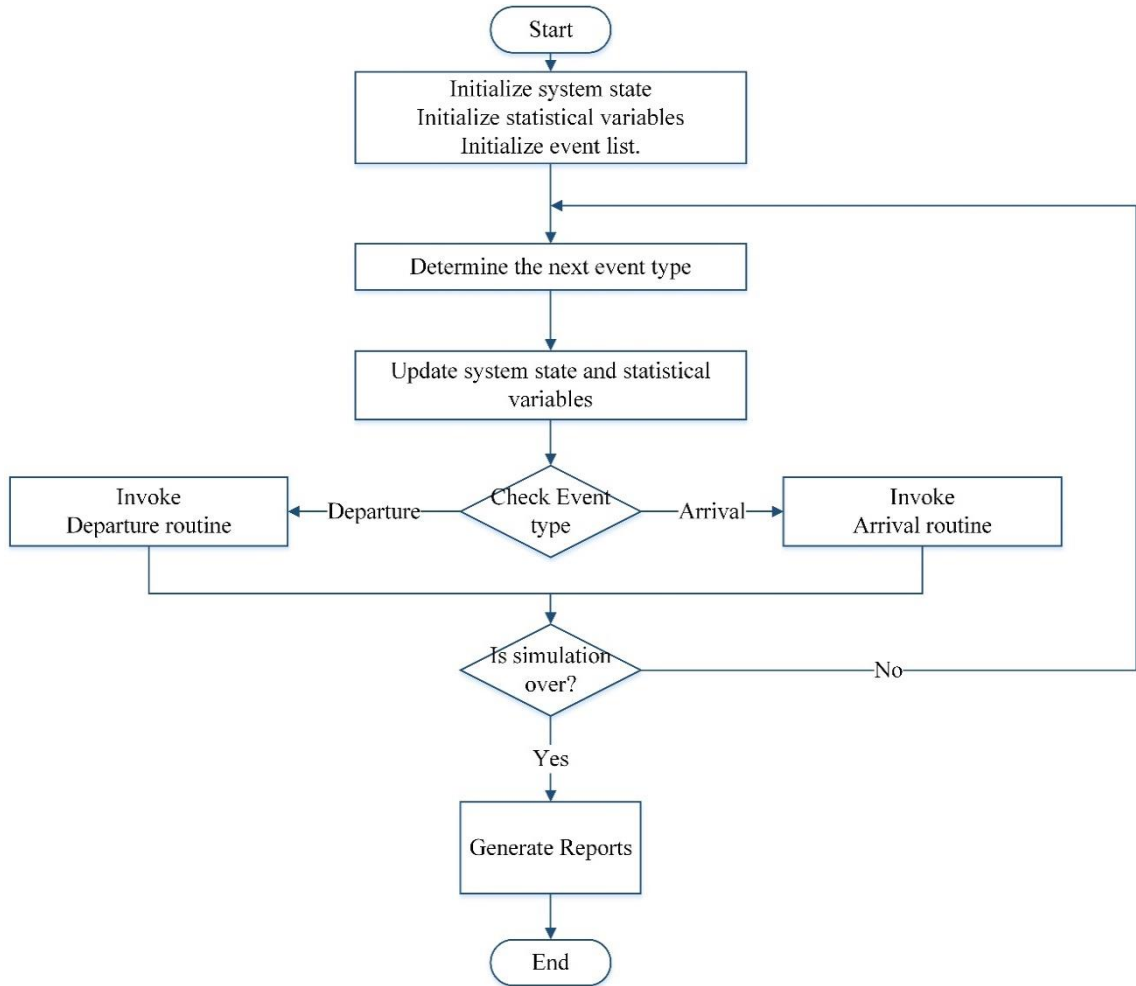 Start
Initialize system state
Initialize statistical variables
Initialize event list.
Determine the next event type
Update system state and statistical
variables
Invoke
Departure routine
Departure
Check Event
type
Arrival
Invoke
Arrival routine
Is simulation
over?
No
Yes
Generate Reports
End